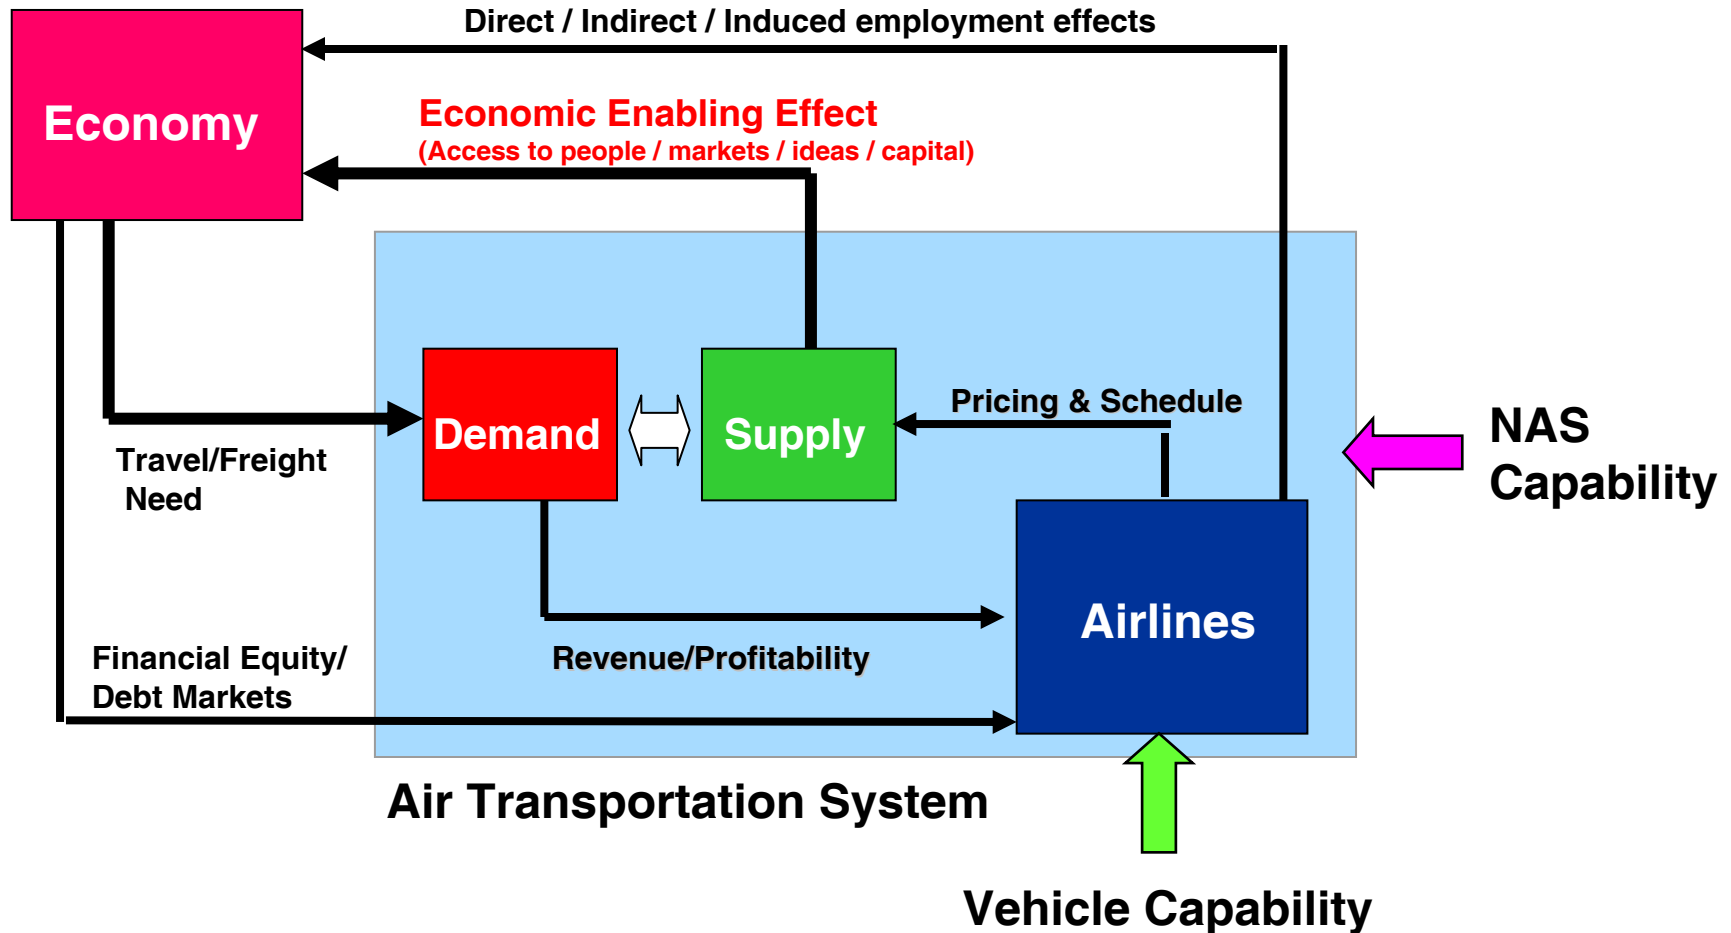 Direct / Indirect / Induced employment effects
Economy
Economic Enabling Effect
(Access to people / markets / ideas / capital)
Demand
Supply
Pricing & Schedule
NAS
Capability
Travel/Freight
Need
Airlines
Financial Equity/
Debt Markets
Revenue/Profitability
Air Transportation System
Vehicle Capability